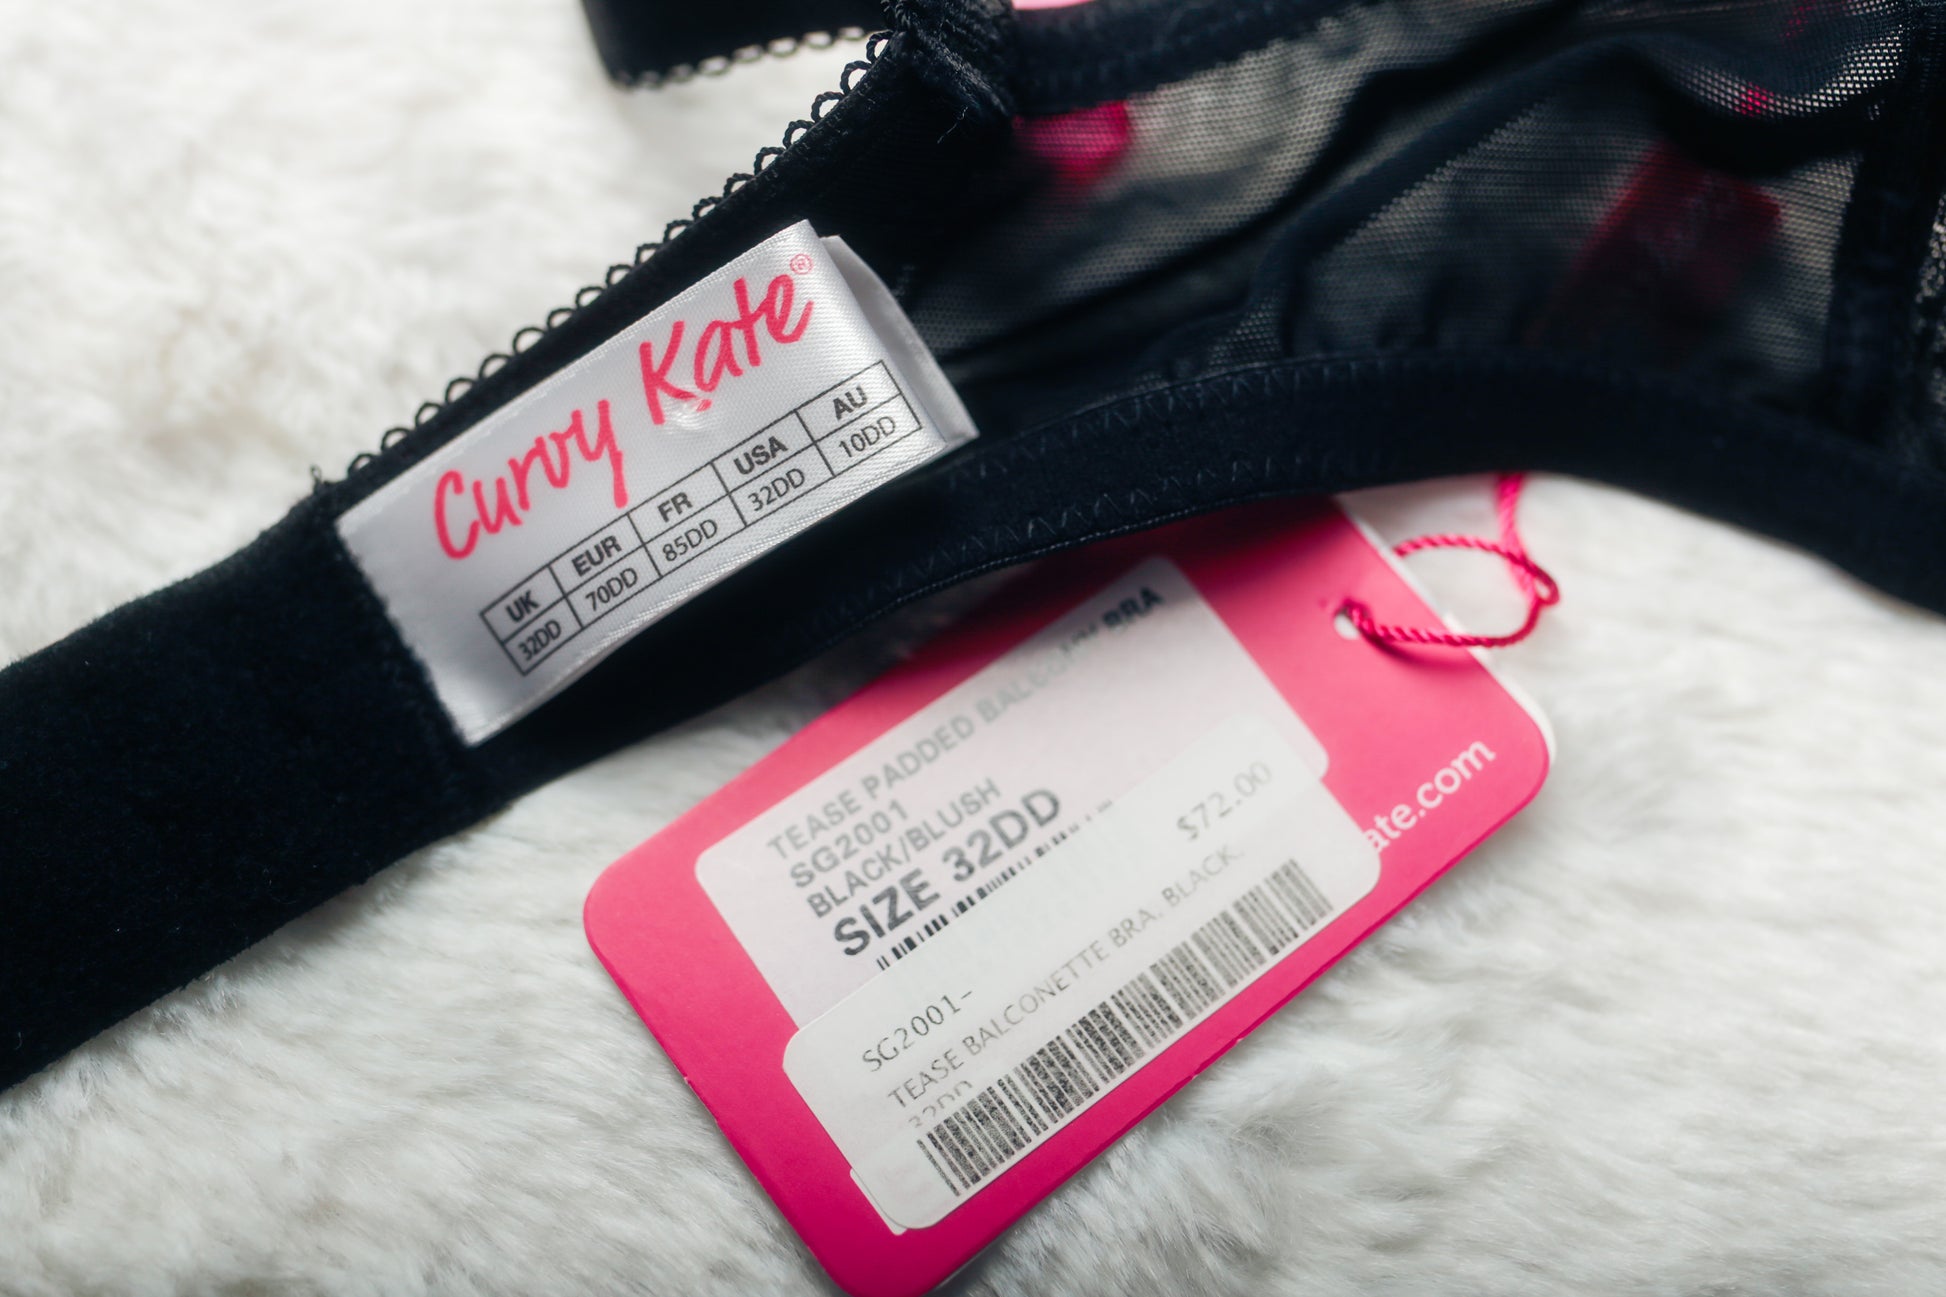 Curvy Kate®
UK EUR FR USA AU
32DD 70DD 85DD 32DD 10DD
TEASE PADDED BALCONY BRA
SG2001
BLACK/BLUSH
SIZE 32DD
$72.00
SG2001-
TEASE BALCONETTE BRA, BLACK,
32DD
ate.com